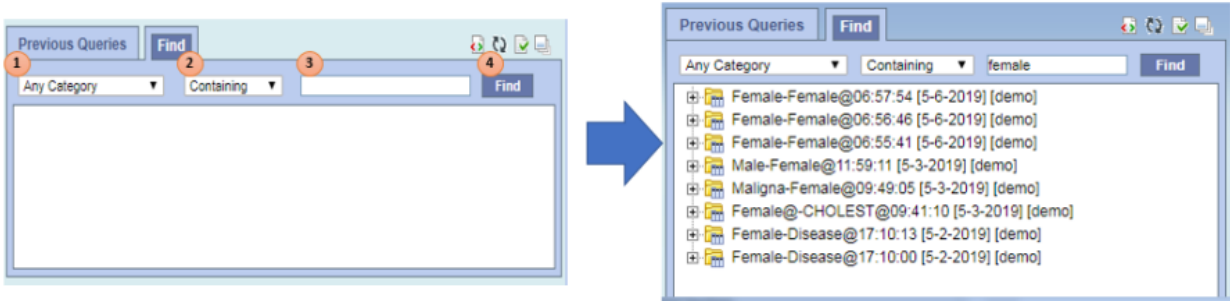 Previous Queries Find
1 2 3 4
Any Category Containing Find
Previous Queries Find
Any Category Containing female Find
Female-Female@06:57:54 [5-6-2019] [demo]
Female-Female@06:56:46 [5-6-2019] [demo]
Female-Female@06:55:41 [5-6-2019] [demo]
Male-Female@11:59:11 [5-3-2019] [demo]
Maligna-Female@09:49:05 [5-3-2019] [demo]
Female@-CHOLEST@09:41:10 [5-3-2019] [demo]
Female-Disease@17:10:13 [5-2-2019] [demo]
Female-Disease@17:10:00 [5-2-2019] [demo]